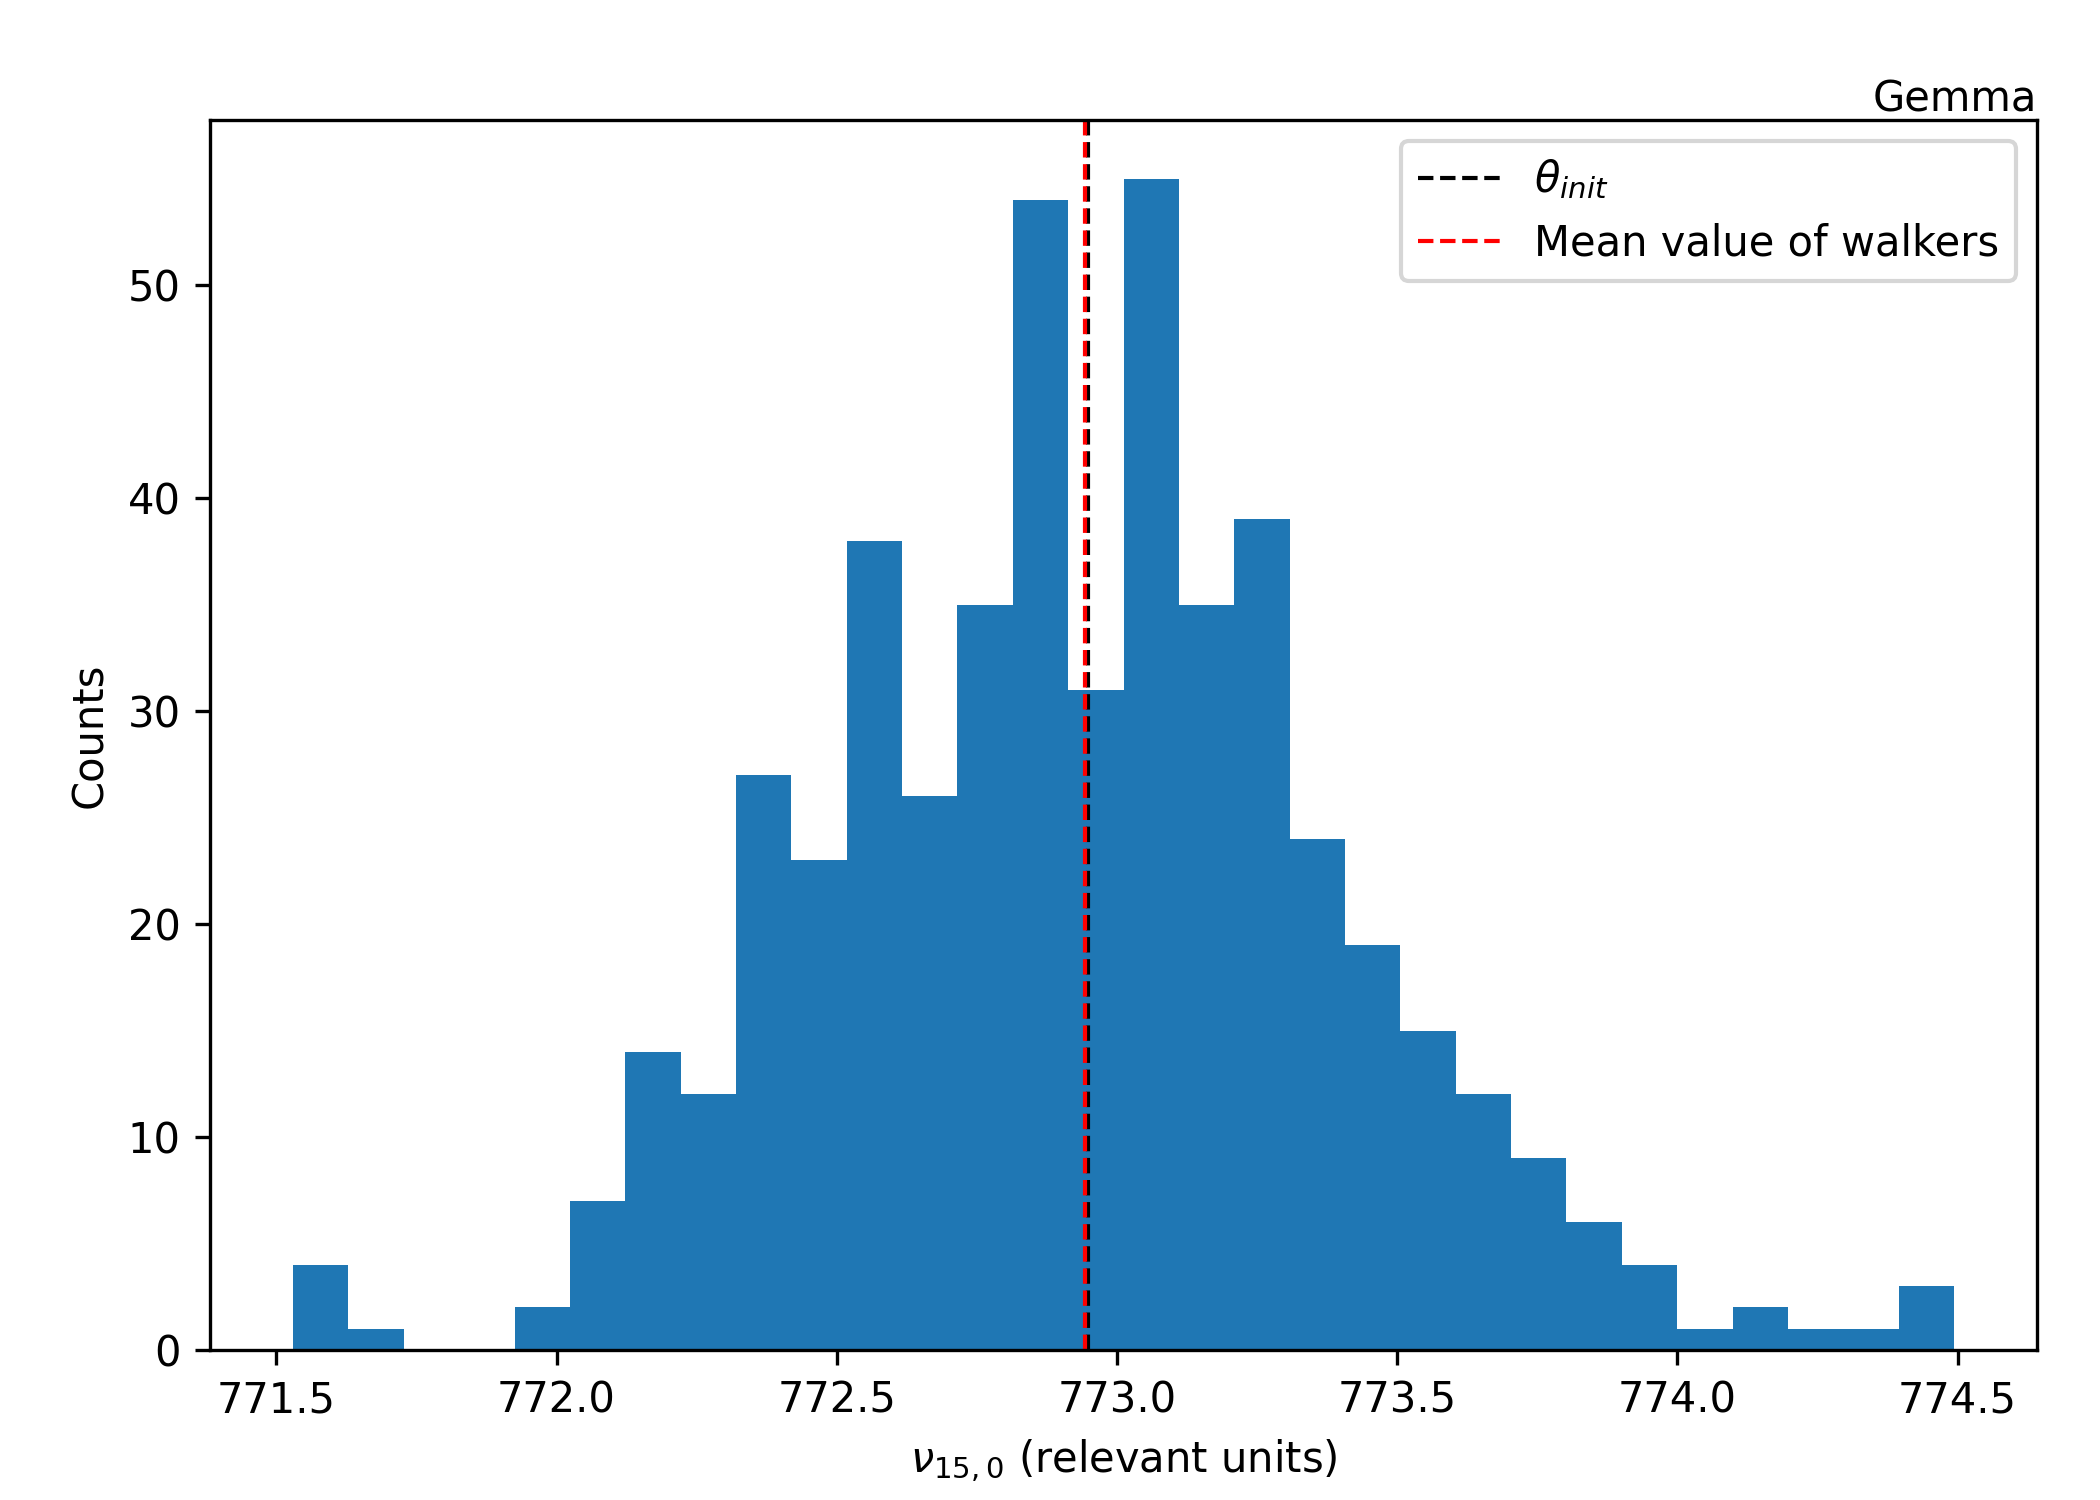 Gemma
θinit
Mean value of walkers
50
40
30
20
10
0
Counts
771.5 772.0 772.5 773.0 773.5 774.0 774.5
ν15, 0 (relevant units)